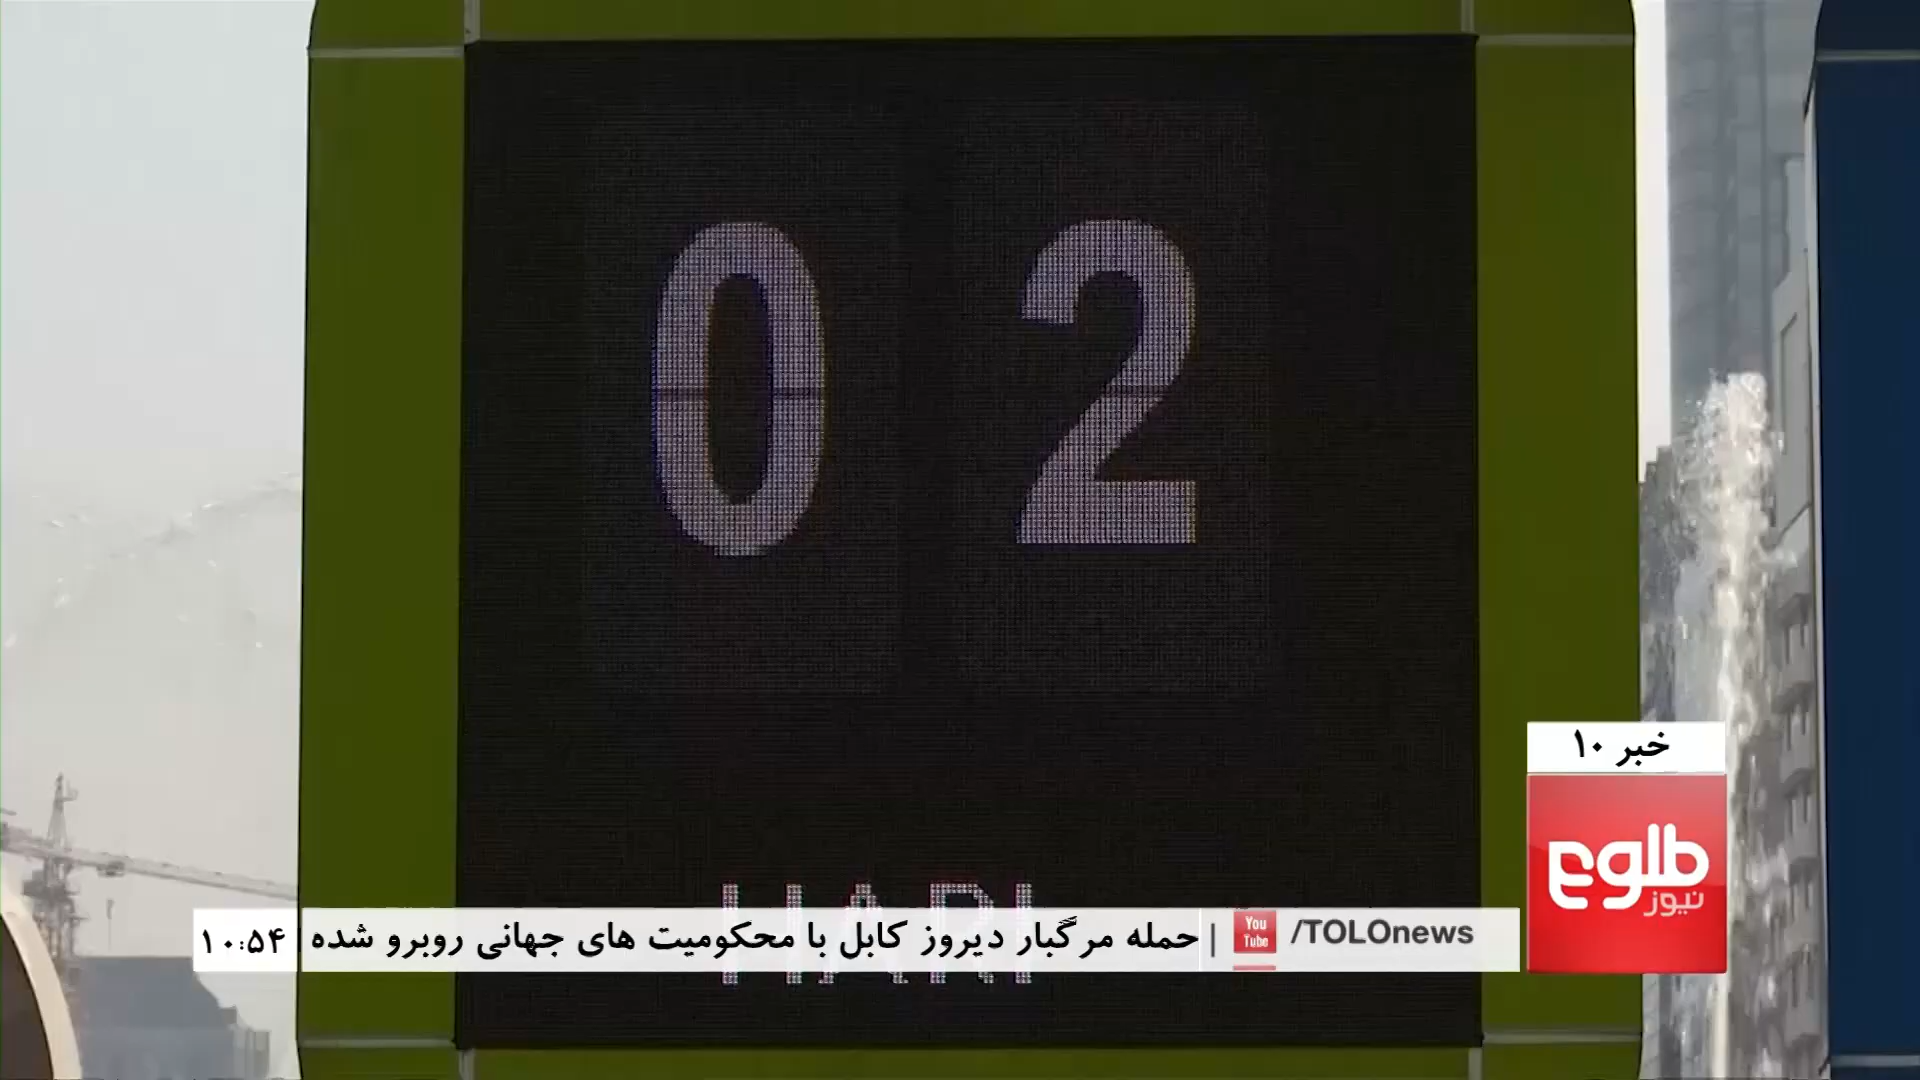 02
HARI
خبر ۱۰
طلوع
نیوز
You
Tube
/TOLOnews
| حمله مرگبار دیروز کابل با محکومیت های جهانی روبرو شده
۱۰:۵۴